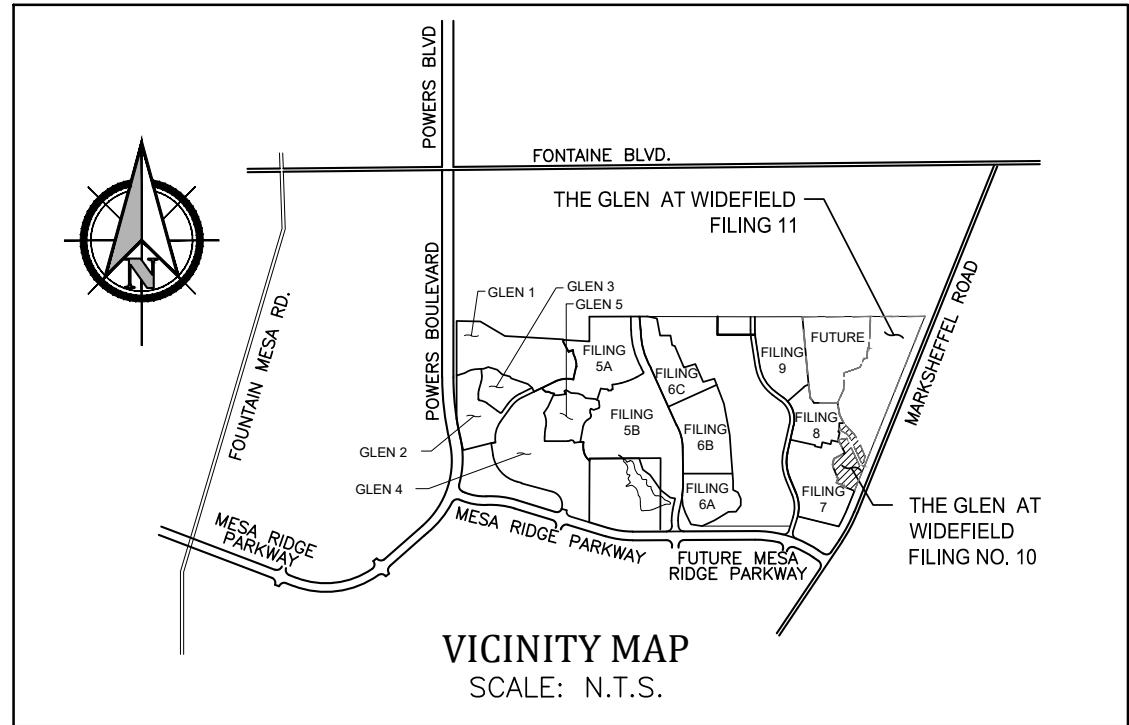 POWERS BLVD
FONTAINE BLVD.
THE GLEN AT WIDEFIELD
FILING 11
N
FOUNTAIN MESA RD.
POWERS BOULEVARD
MARKSHEFFEL ROAD
GLEN 1
GLEN 3
GLEN 5
FILING
5A
FILING
9
FUTURE
FILING
6C
GLEN 2
FILING
5B
FILING
6B
FILING
8
GLEN 4
FILING
6A
FILING
7
THE GLEN AT
WIDEFIELD
FILING NO. 10
MESA RIDGE
PARKWAY
MESA RIDGE PARKWAY
FUTURE MESA
RIDGE PARKWAY
VICINITY MAP
SCALE: N.T.S.